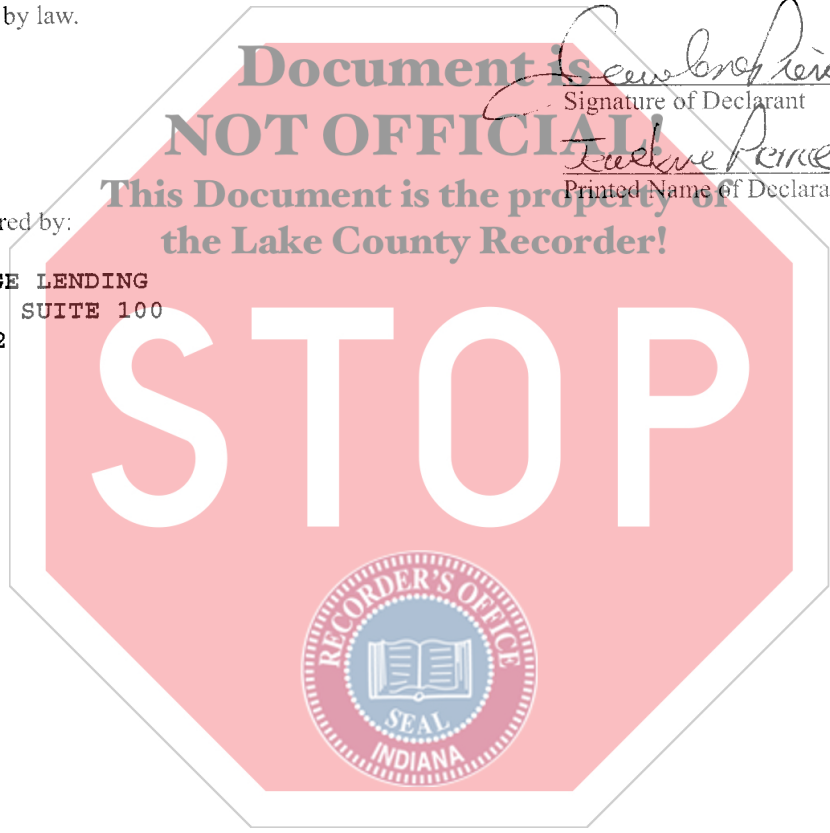 by law.
Document is
NOT OFFICIAL!
Signature of Declarant
This Document is the property of
Printed Name of Declara
red by:
the Lake County Recorder!
GE LENDING
SUITE 100
2
STOP
RECORDER'S OFFICE
SEAL
INDIANA